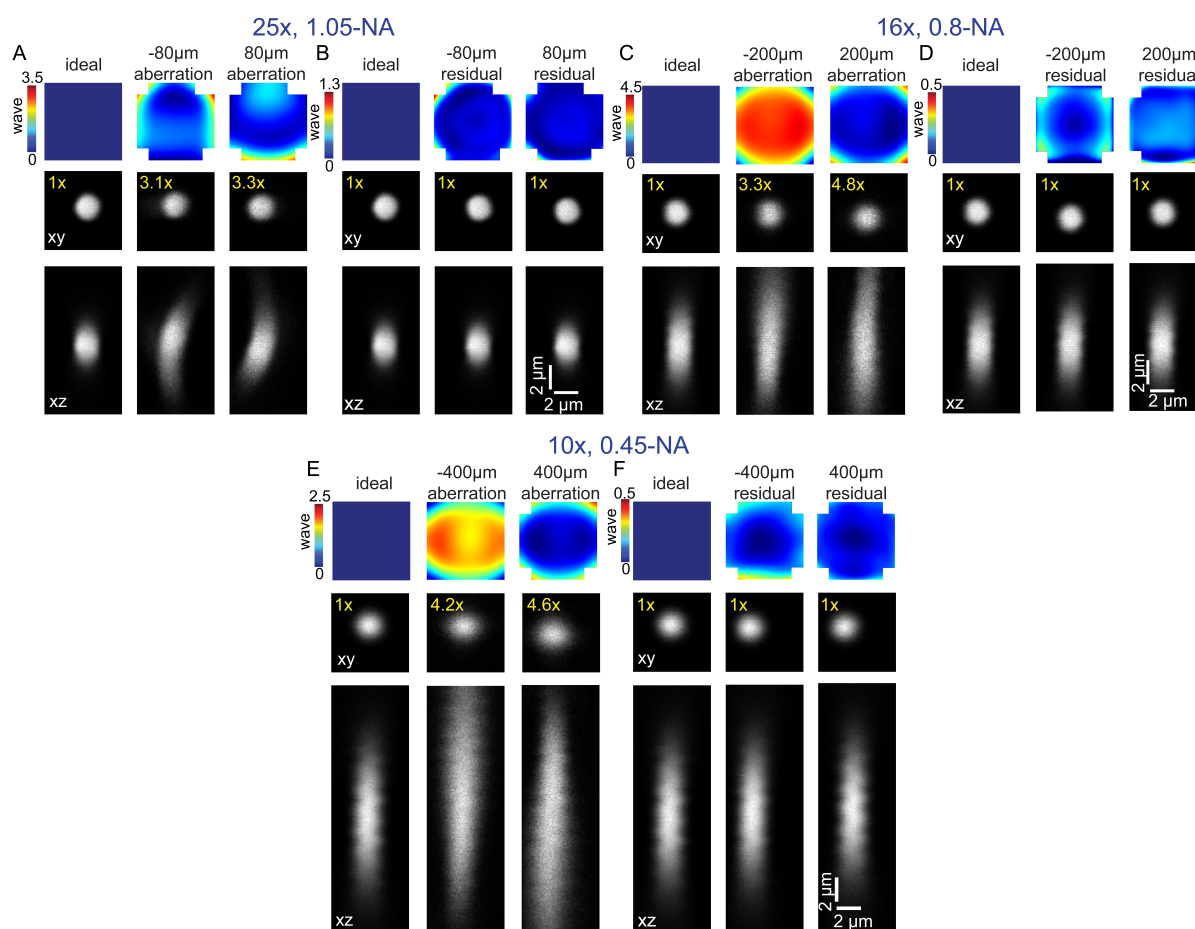 25x, 1.05-NA
16x, 0.8-NA
A
ideal
-80µm
aberration
80µm
aberration
3.5
wave
0
1x
3.1x
3.3x
xy
xz
B
ideal
-80µm
residual
80µm
residual
1.3
wave
0
1x
1x
1x
xy
xz
2 µm
2 µm
C
ideal
-200µm
aberration
200µm
aberration
4.5
wave
0
1x
3.3x
4.8x
xy
xz
D
ideal
-200µm
residual
200µm
residual
0.5
wave
0
1x
1x
1x
xy
xz
2 µm
2 µm
10x, 0.45-NA
E
ideal
-400µm
aberration
400µm
aberration
2.5
wave
0
1x
4.2x
4.6x
xy
xz
F
ideal
-400µm
residual
400µm
residual
0.5
wave
0
1x
1x
1x
xy
xz
2 µm
2 µm